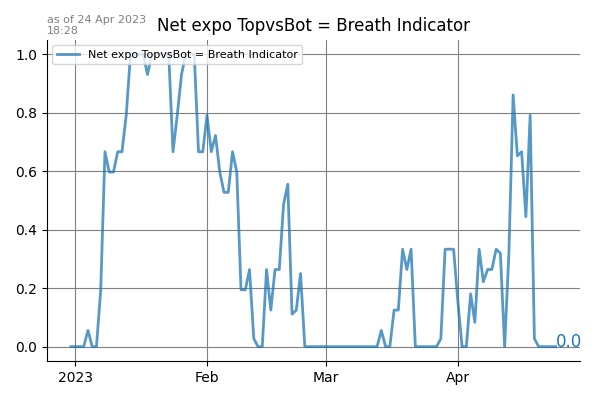 as of 24 Apr 2023
18:28
Net expo TopvsBot = Breath Indicator
Net expo TopvsBot = Breath Indicator
1.0
0.8
0.6
0.4
0.2
0.0
0.0
2023
Feb
Mar
Apr